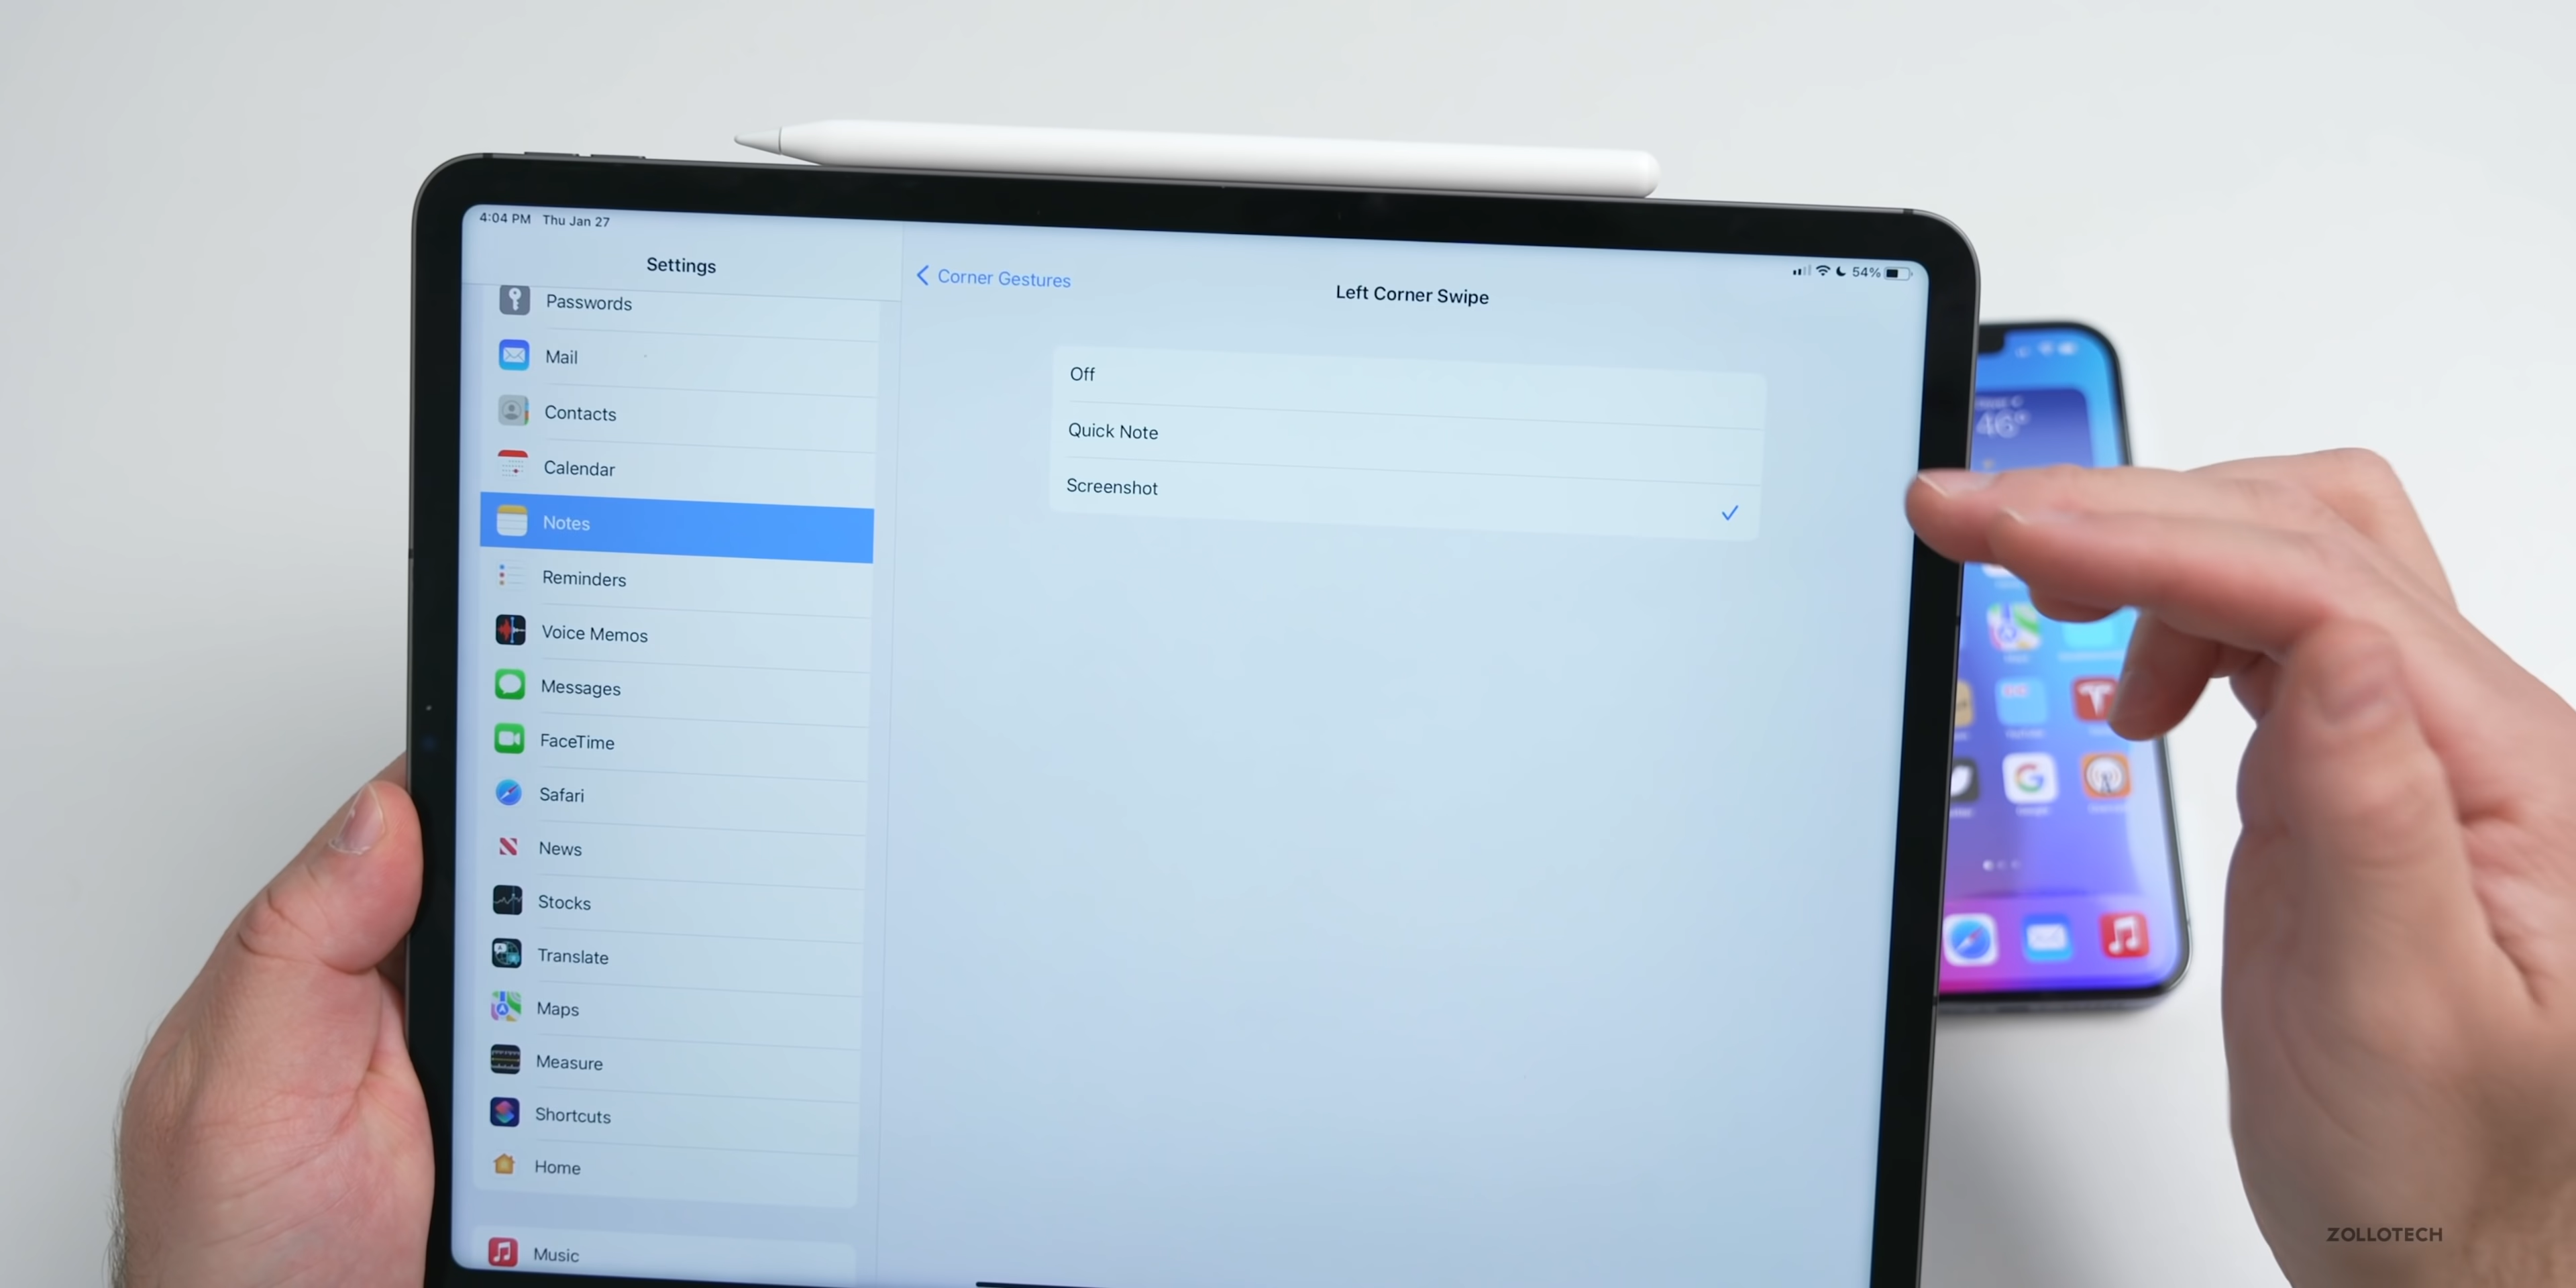 4:04 PM Thu Jan 27
54%
Settings
Passwords
Mail
Contacts
Calendar
Notes
Reminders
Voice Memos
Messages
FaceTime
Safari
News
Stocks
Translate
Maps
Measure
Shortcuts
Home
Music
Corner Gestures
Left Corner Swipe
Off
Quick Note
Screenshot
46°
ZOLLOTECH